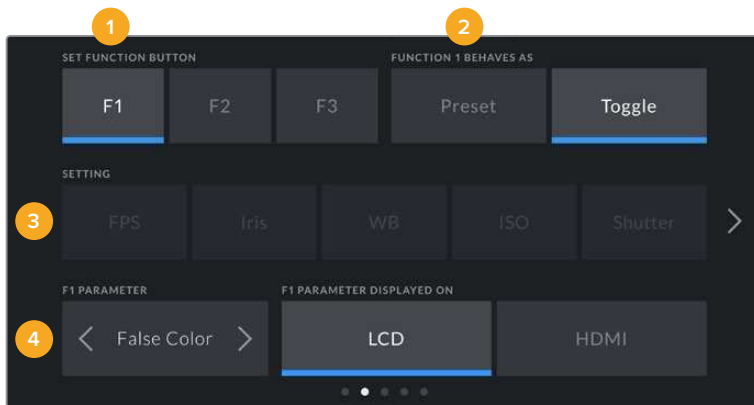 1 2
SET FUNCTION BUTTON FUNCTION 1 BEHAVES AS
F1 F2 F3 Preset Toggle
SETTING
3 FPS Iris WB ISO Shutter
F1 PARAMETER F1 PARAMETER DISPLAYED ON
4 False Color LCD HDMI